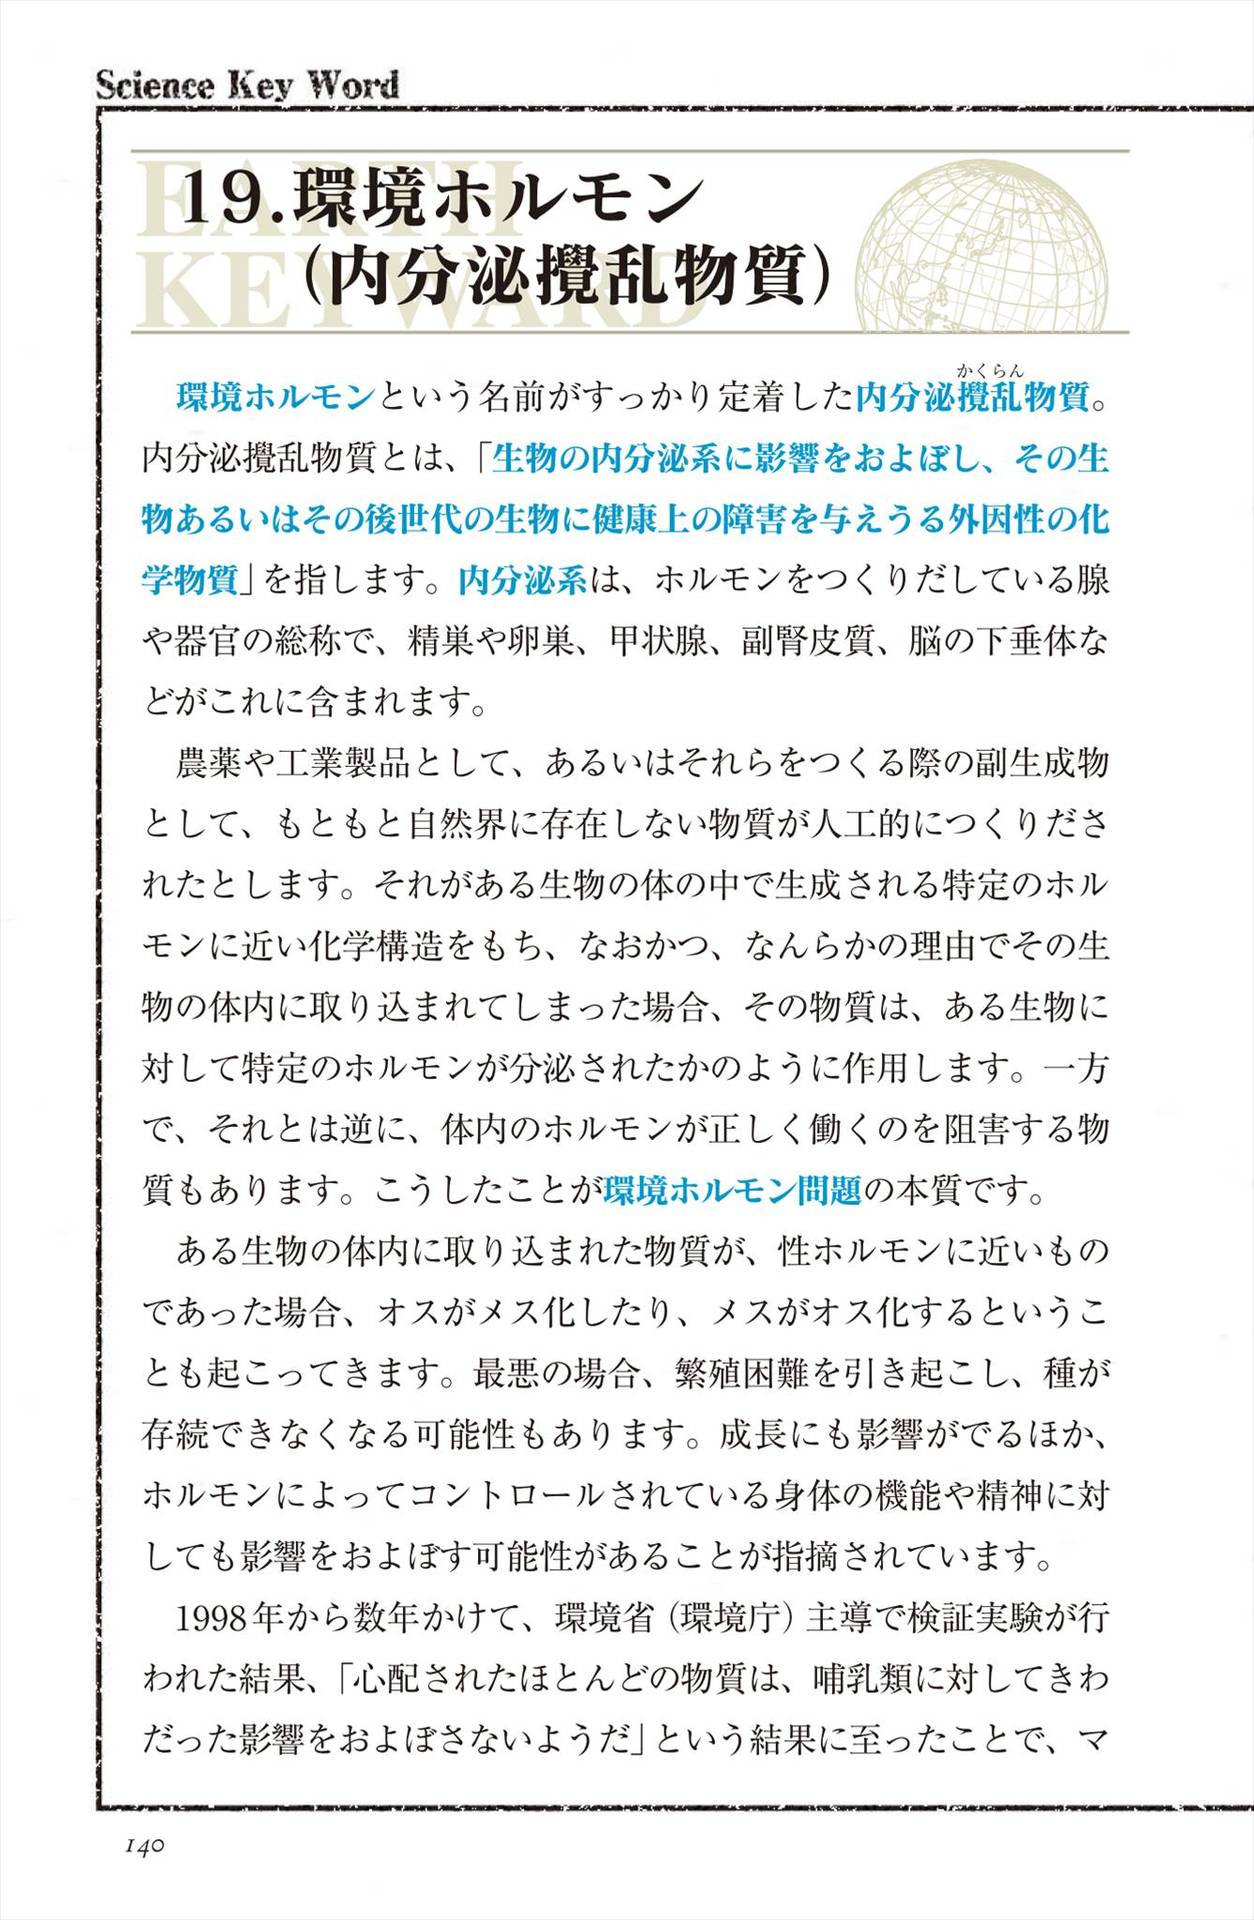 Science Key Word
EARTH
KEYWARD
19.環境ホルモン
(内分泌攪乱物質)
かくらん
環境ホルモンという名前がすっかり定着した内分泌攪乱物質。
内分泌攪乱物質とは、「生物の内分泌系に影響をおよぼし、その生
物あるいはその後世代の生物に健康上の障害を与えうる外因性の化
学物質」を指します。内分泌系は、ホルモンをつくりだしている腺
や器官の総称で、精巣や卵巣、甲状腺、副腎皮質、脳の下垂体な
どがこれに含まれます。
農薬や工業製品として、あるいはそれらをつくる際の副生成物
として、もともと自然界に存在しない物質が人工的につくりださ
れたとします。それがある生物の体の中で生成される特定のホル
モンに近い化学構造をもち、なおかつ、なんらかの理由でその生
物の体内に取り込まれてしまった場合、その物質は、ある生物に
対して特定のホルモンが分泌されたかのように作用します。一方
で、それとは逆に、体内のホルモンが正しく働くのを阻害する物
質もあります。こうしたことが環境ホルモン問題の本質です。
ある生物の体内に取り込まれた物質が、性ホルモンに近いもの
であった場合、オスがメス化したり、メスがオス化するというこ
とも起こってきます。最悪の場合、繁殖困難を引き起こし、種が
存続できなくなる可能性もあります。成長にも影響がでるほか、
ホルモンによってコントロールされている身体の機能や精神に対
しても影響をおよぼす可能性があることが指摘されています。
1998年から数年かけて、環境省（環境庁）主導で検証実験が行
われた結果、「心配されたほとんどの物質は、哺乳類に対してきわ
だった影響をおよぼさないようだ」という結果に至ったことで、マ
140